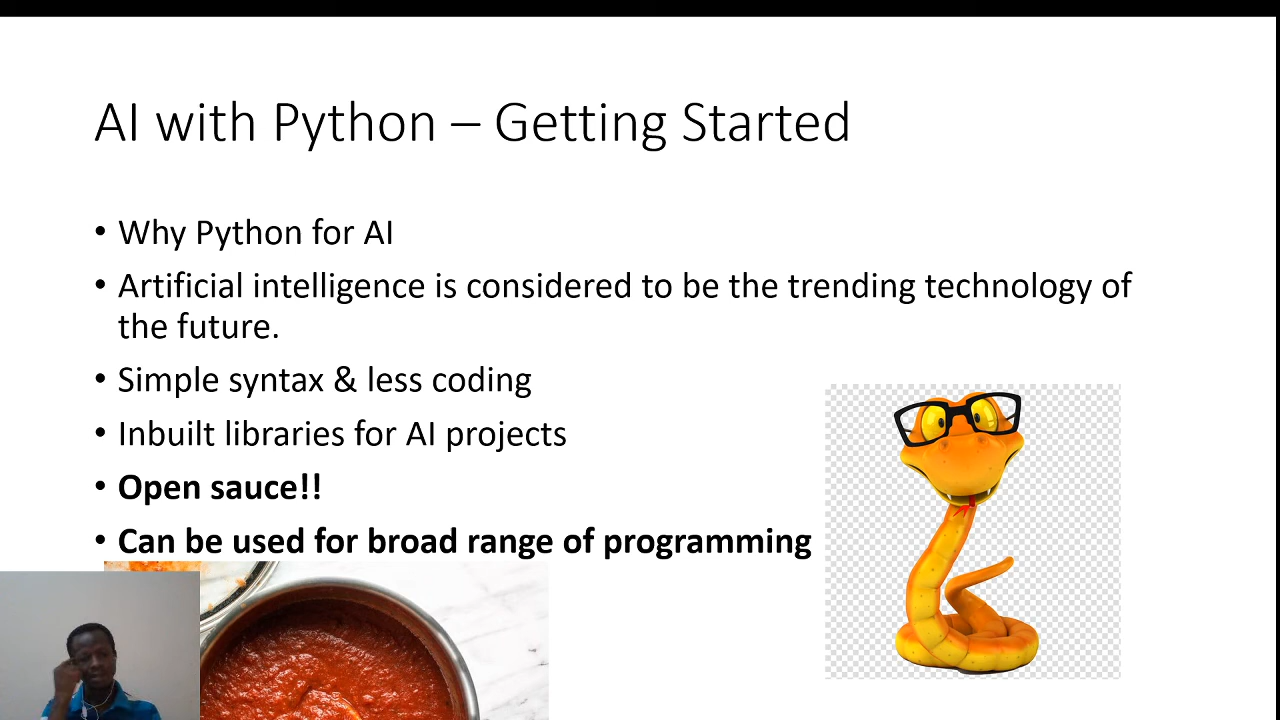 AI with Python – Getting Started
• Why Python for AI
• Artificial intelligence is considered to be the trending technology of
the future.
• Simple syntax & less coding
• Inbuilt libraries for AI projects
• Open sauce!!
• Can be used for broad range of programming